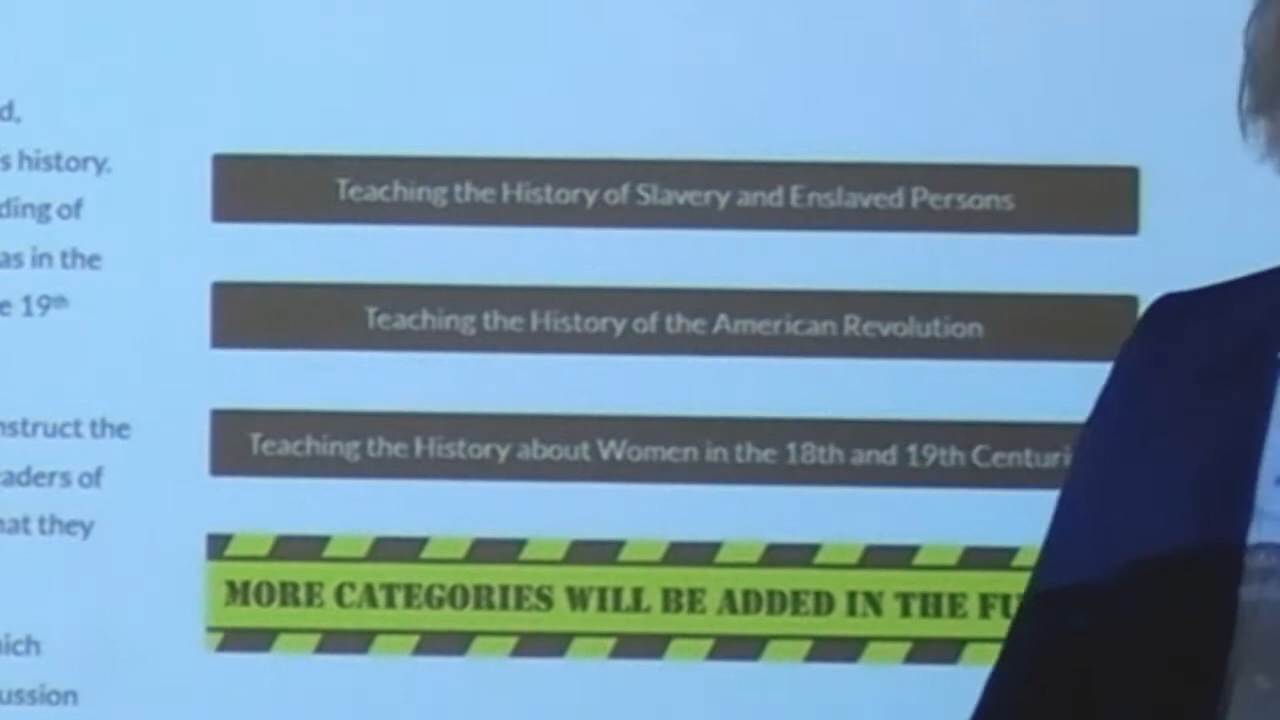 d,
s history.
ding of
as in the
e 19th
nstruct the
aders of
hat they
ich
ussion
Teaching the History of Slavery and Enslaved Persons
Teaching the History of the American Revolution
Teaching the History about Women in the 18th and 19th Centuri
MORE CATEGORIES WILL BE ADDED IN THE FU